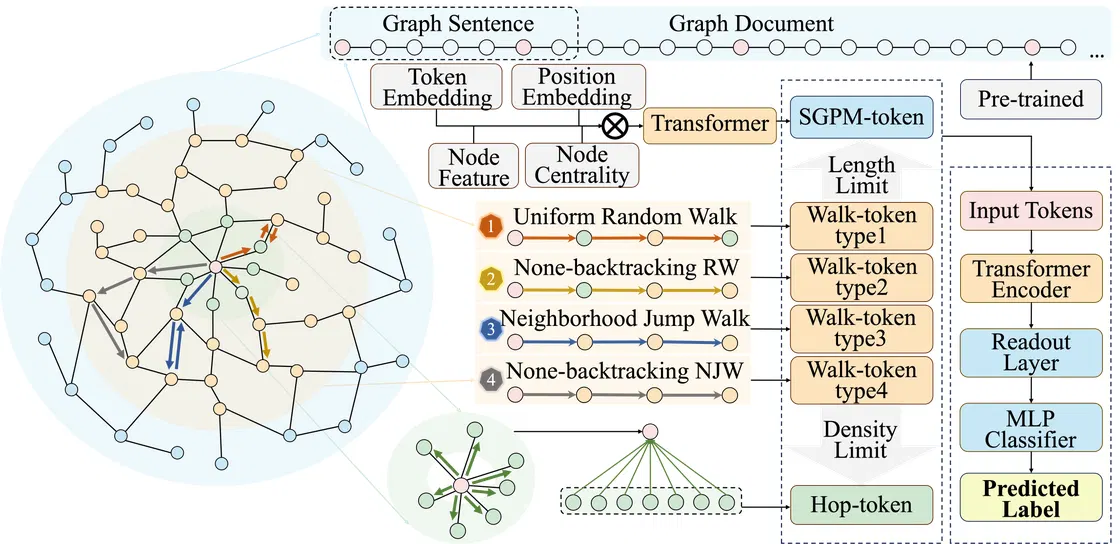 Graph Sentence
Graph Document
...
Token
Embedding
Position
Embedding
Node
Feature
Node
Centrality
Transformer
SGPM-token
Pre-trained
Length
Limit
1
Uniform Random Walk
Walk-token
type1
2
None-backtracking RW
Walk-token
type2
3
Neighborhood Jump Walk
Walk-token
type3
4
None-backtracking NJW
Walk-token
type4
Density
Limit
Hop-token
Input Tokens
Transformer
Encoder
Readout
Layer
MLP
Classifier
Predicted
Label